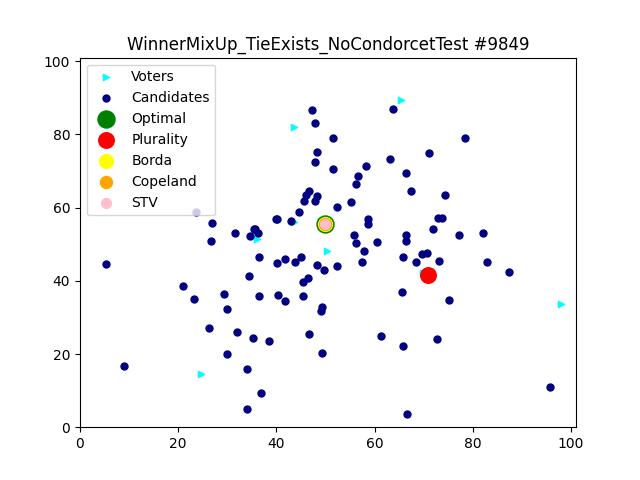 WinnerMixUp_TieExists_NoCondorcetTest #9849
100
80
60
40
20
0
0 20 40 60 80 100
Voters
Candidates
Optimal
Plurality
Borda
Copeland
STV